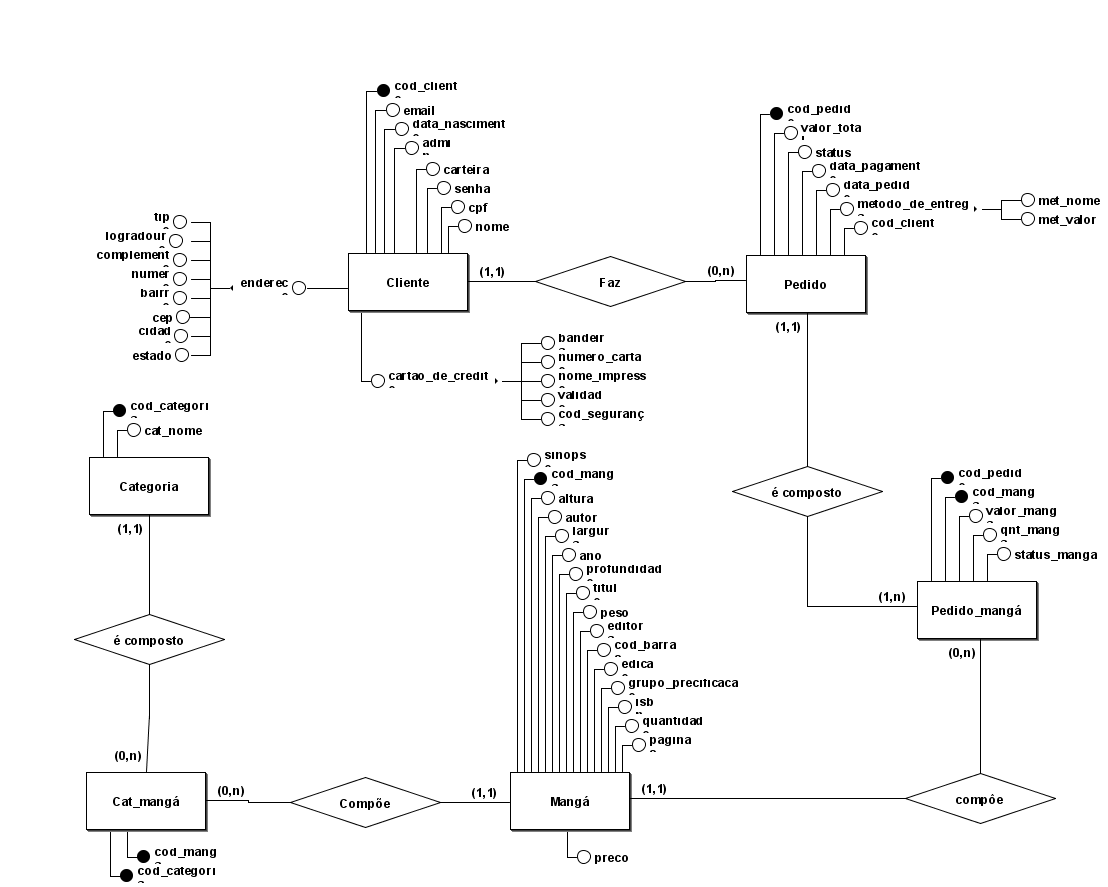 cod_client
email
data_nasciment
admi
carteira
senha
cpf
nome
cod_pedid
valor_tota
status
data_pagament
data_pedid
metodo_de_entreg
cod_client
met_nome
met_valor
tip
logradour
complement
numer
bairr
cep
cidad
estado
enderec
Cliente
(1,1)
Faz
(0,n)
Pedido
(1,1)
cartao_de_credit
bandeir
numero_carta
nome_impress
validad
cod_seguranç
cod_categori
cat_nome
Categoria
(1,1)
sinops
cod_mang
altura
autor
largur
ano
profundidad
titul
peso
editor
cod_barra
edica
grupo_precificaca
isb
quantidad
pagina
é composto
cod_pedid
cod_mang
valor_mang
qnt_mang
status_manga
(1,n)
Pedido_mangá
(0,n)
é composto
(0,n)
Cat_mangá
(0,n)
Compõe
(1,1)
Mangá
(1,1)
compõe
cod_mang
cod_categori
preco